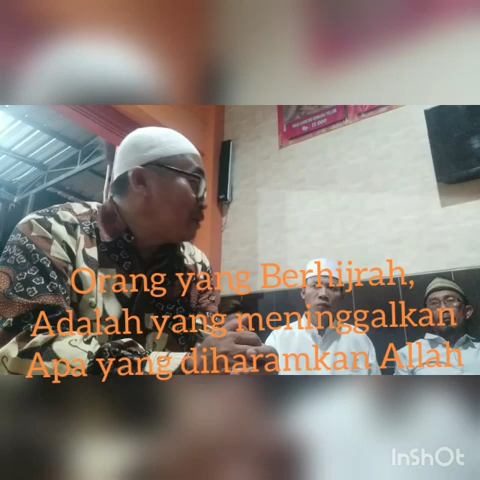 Orang yang Berhijrah,
Adalah yang meninggalkan
Apa yang diharamkan Allah
InShOt